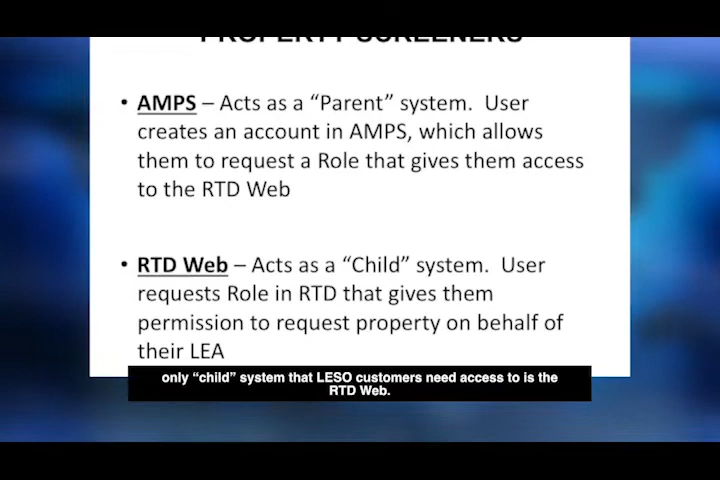 PROPERTY SCREENERS
• AMPS – Acts as a “Parent” system. User
creates an account in AMPS, which allows
them to request a Role that gives them access
to the RTD Web
• RTD Web – Acts as a “Child” system. User
requests Role in RTD that gives them
permission to request property on behalf of
their LEA
only “child” system that LESO customers need access to is the
RTD Web.